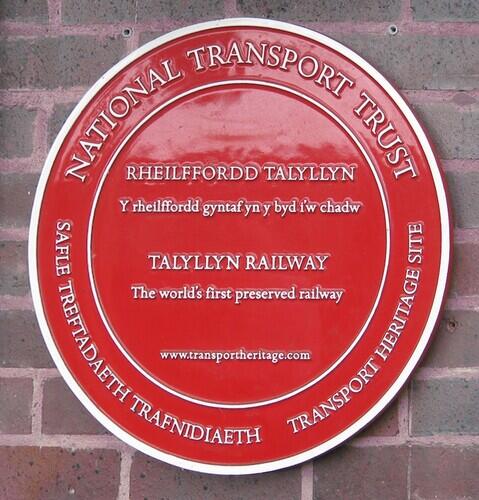 NATIONAL TRANSPORT TRUST
RHEILFFORDD TALYLLYN
Y rheilffordd gyntaf yn y byd i'w chadw
TALYLLYN RAILWAY
The world's first preserved railway
www.transportheritage.com
SAFLE TREFTADAETH TRAFNIDIAETH
TRANSPORT HERITAGE SITE